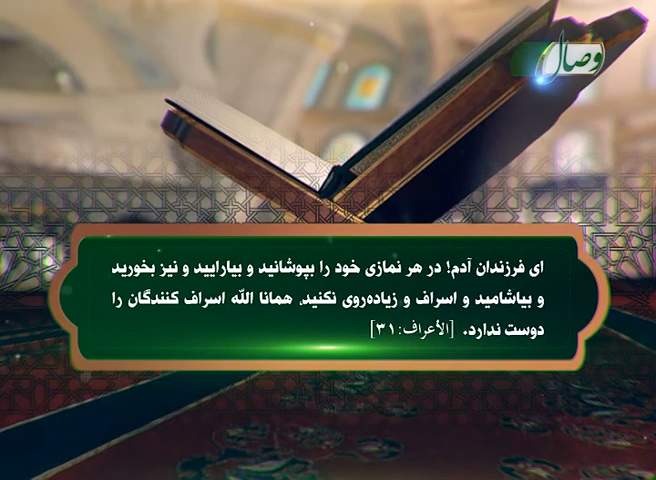 وصال
ای فرزندان آدم! در هر نمازی خود را بپوشانید و بیارایید و نیز بخورید
و بیاشامید و اسراف و زیاده‌روی نکنید، همانا الله اسراف کنندگان را
دوست ندارد. [الأعراف: ۳۱]